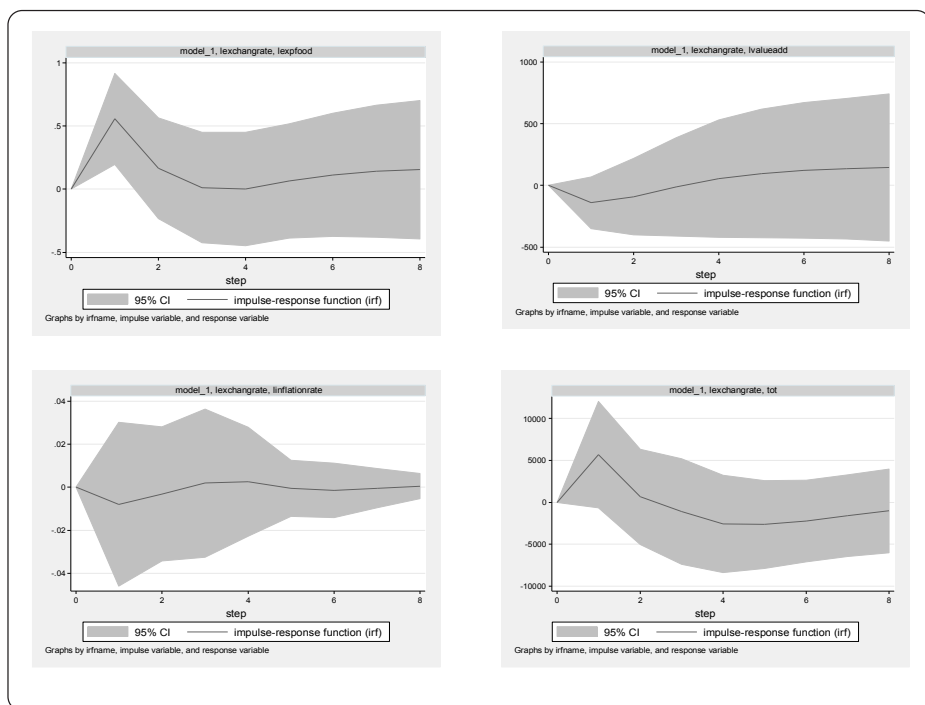 model_1, lexchangrate, lexpfood
1
.5
0
-.5
0 2 4 6 8
step
95% CI impulse-response function (irf)
Graphs by irfname, impulse variable, and response variable
model_1, lexchangrate, lvalueadd
1000
500
0
-500
0 2 4 6 8
step
95% CI impulse-response function (irf)
Graphs by irfname, impulse variable, and response variable
model_1, lexchangrate, linflationrate
.04
.02
0
-.02
-.04
0 2 4 6 8
step
95% CI impulse-response function (irf)
Graphs by irfname, impulse variable, and response variable
model_1, lexchangrate, tot
10000
5000
0
-5000
-10000
0 2 4 6 8
step
95% CI impulse-response function (irf)
Graphs by irfname, impulse variable, and response variable